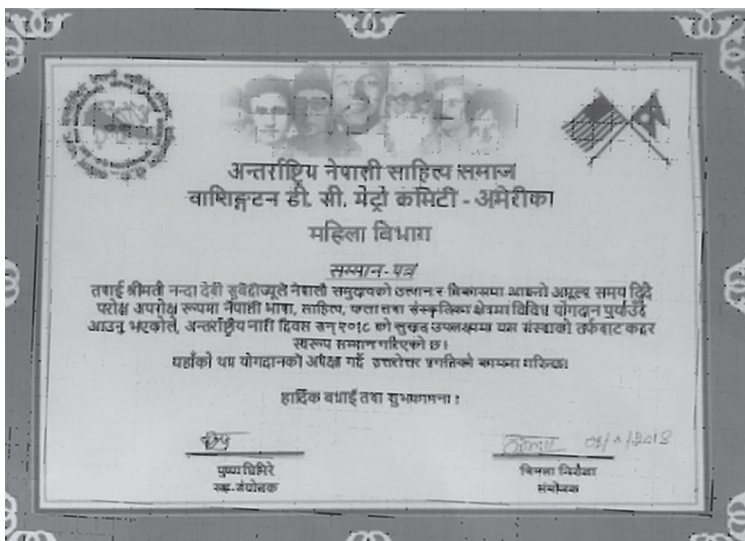 अन्तर्राष्ट्रिय नेपाली साहित्य समाज
वाशिङ्गटन डी. सी. मेट्रो कमिटी - अमेरीका
महिला विभाग
सम्मान-पत्र
तपाई श्रीमती नन्दा देवी सुवेदीज्यूले नेपाली समुदायको उत्थान र विकासमा आफ्नो अमूल्य समय दिँदै
परोक्ष अपरोक्ष रूपमा नेपाली भाषा, साहित्य, कला तथा संस्कृतिका क्षेत्रमा विविध योगदान पुर्याउँदै
आउनु भएकोले, अन्तर्राष्ट्रिय नारी दिवस सन् २०१८ को सुखद उपलक्ष्यमा यस संस्थाको तर्फबाट कदर
स्वरूप सम्मान गरिएको छ।
यहाँको थप योगदानको अपेक्षा गर्दै उत्तरोत्तर प्रगतिको कामना गरिन्छ।
हार्दिक बधाई तथा शुभकामना !
पुष्पा घिमिरे
सह-संयोजक
बिमला निरौला
संयोजक